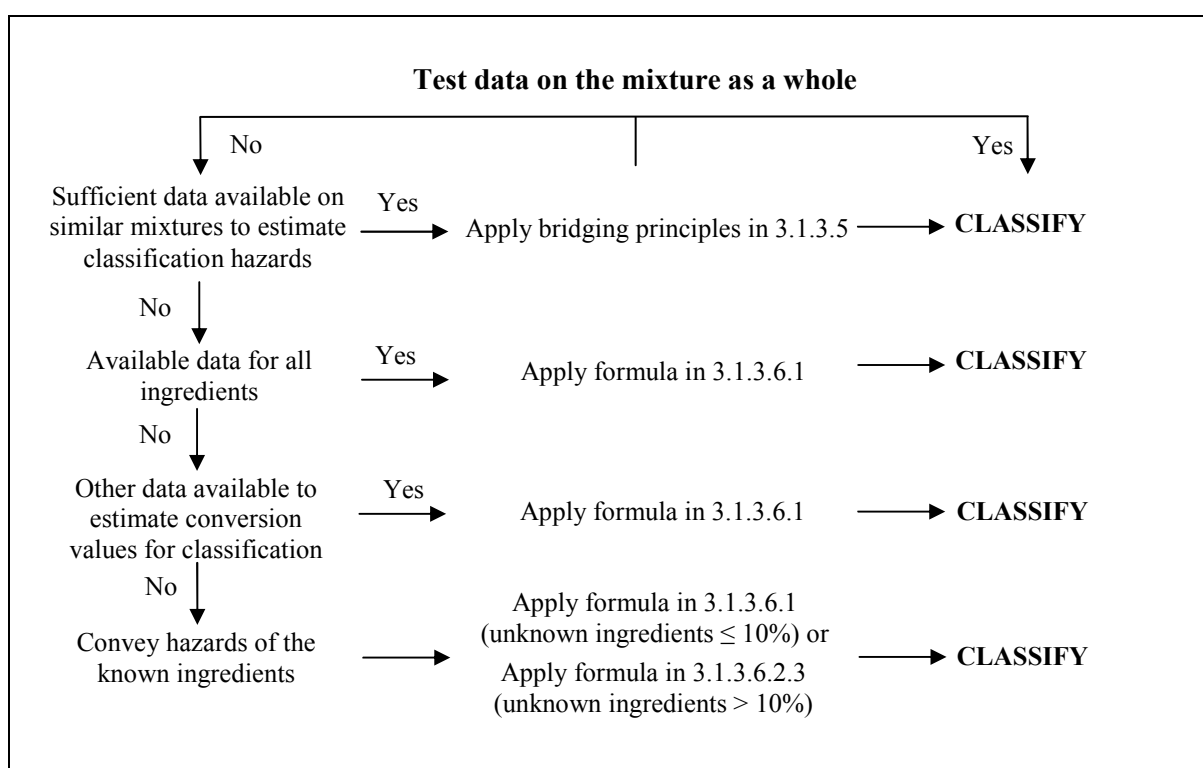 Test data on the mixture as a whole
No
Yes
Sufficient data available on
similar mixtures to estimate
classification hazards
Yes
Apply bridging principles in 3.1.3.5
CLASSIFY
No
Available data for all
ingredients
Yes
Apply formula in 3.1.3.6.1
CLASSIFY
No
Other data available to
estimate conversion
values for classification
Yes
Apply formula in 3.1.3.6.1
CLASSIFY
No
Convey hazards of the
known ingredients
Apply formula in 3.1.3.6.1
(unknown ingredients ≤ 10%) or
Apply formula in 3.1.3.6.2.3
(unknown ingredients > 10%)
CLASSIFY